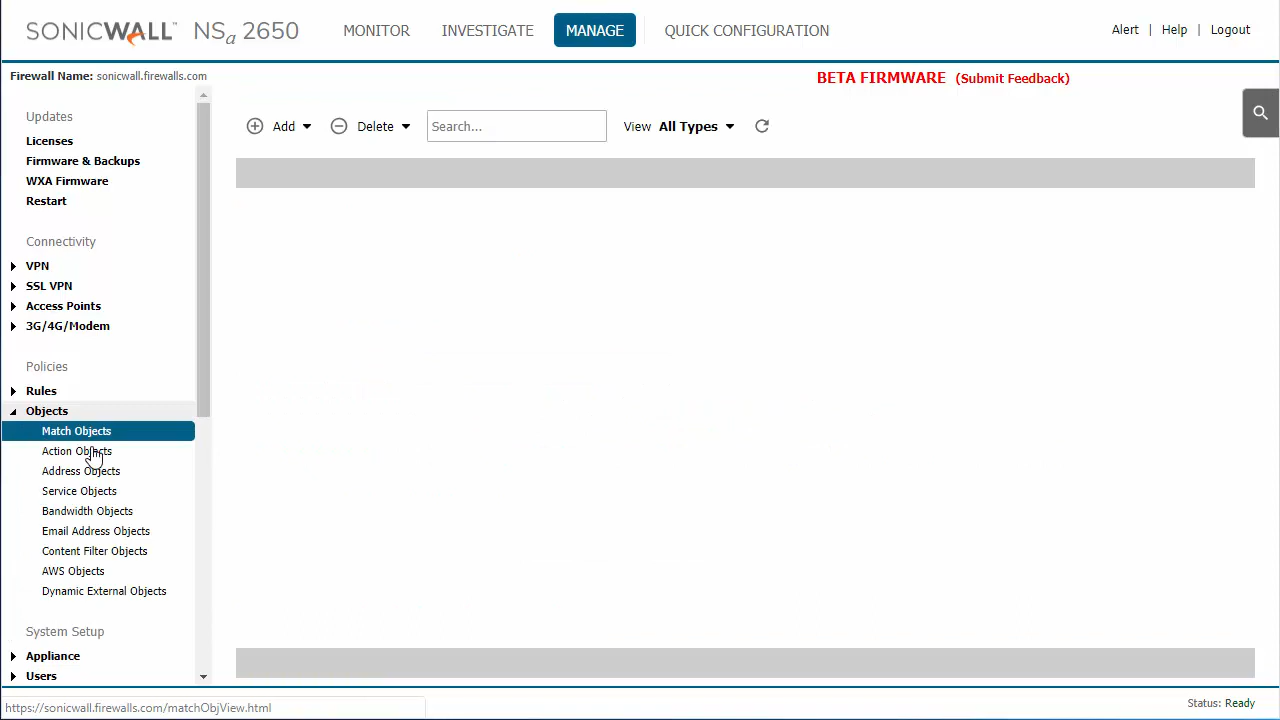 SONICWALL NSa 2650 MONITOR INVESTIGATE MANAGE QUICK CONFIGURATION Alert | Help | Logout
Firewall Name: sonicwall.firewalls.com
BETA FIRMWARE (Submit Feedback)
Updates
Licenses
Firmware & Backups
WXA Firmware
Restart
Connectivity
VPN
SSL VPN
Access Points
3G/4G/Modem
Policies
Rules
Objects
Match Objects
Action Objects
Address Objects
Service Objects
Bandwidth Objects
Email Address Objects
Content Filter Objects
AWS Objects
Dynamic External Objects
System Setup
Appliance
Users
Add Delete Search... View All Types
https://sonicwall.firewalls.com/matchObjView.html
Status: Ready